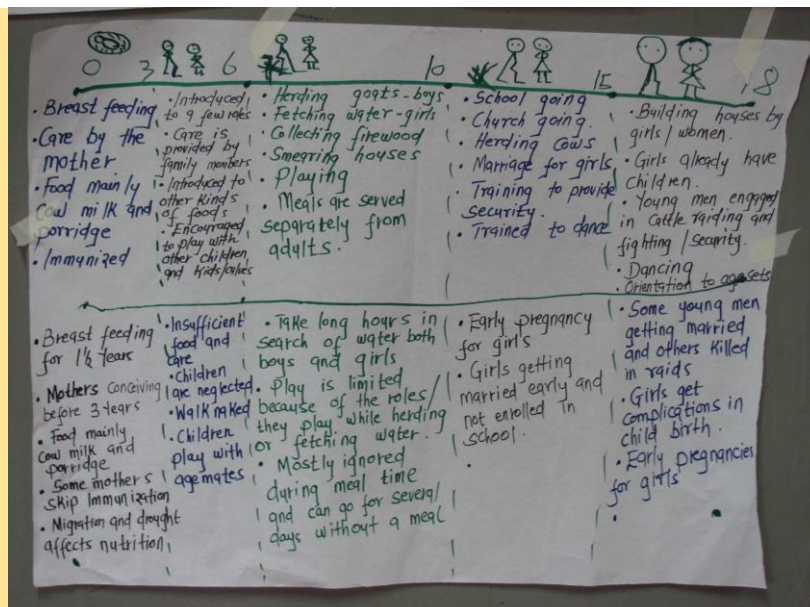 0 3 6 10 15 18
• Breast feeding
• Care by the
mother
• Food mainly
cow milk and
porridge
• Immunized
• Introduced
to a few roles
• Care is
provided by
family members
• Introduced to
other kinds
of foods
• Encouraged
to play with
other children
and kids/calves
• Herding goats-boys
• Fetching water-girls
• Collecting firewood
• Smearing houses
• Playing
• Meals are served
separately from
adults.
• School going
• Church going.
• Herding Cows
• Marriage for girls
• Training to provide
security.
• Trained to dance
• Building houses by
girls/women.
• Girls already have
children.
• Young men engaged
in Cattle raiding and
fighting/security.
• Dancing
• Orientation to agesets
• Breast feeding
for 1½ years
• Mothers conceiving
before 3 years
• Food mainly
cow milk and
porridge
• Some mothers
skip Immunization
• Migration and drought
affects nutrition
• Insufficient
food and
care
• Children
are neglected
• Walk naked
• Children
play with
agemates
• Take long hours in
search of water both
boys and girls
• Play is limited
because of the roles/
they play while herding
or fetching water.
• Mostly ignored
during meal time
and can go for several
days without a meal
• Early pregnancy
for girls
• Girls getting
married early and
not enrolled in
school.
• Some young men
getting married
and others killed
in raids
• Girls get
complications in
child birth.
• Early pregnancies
for girls